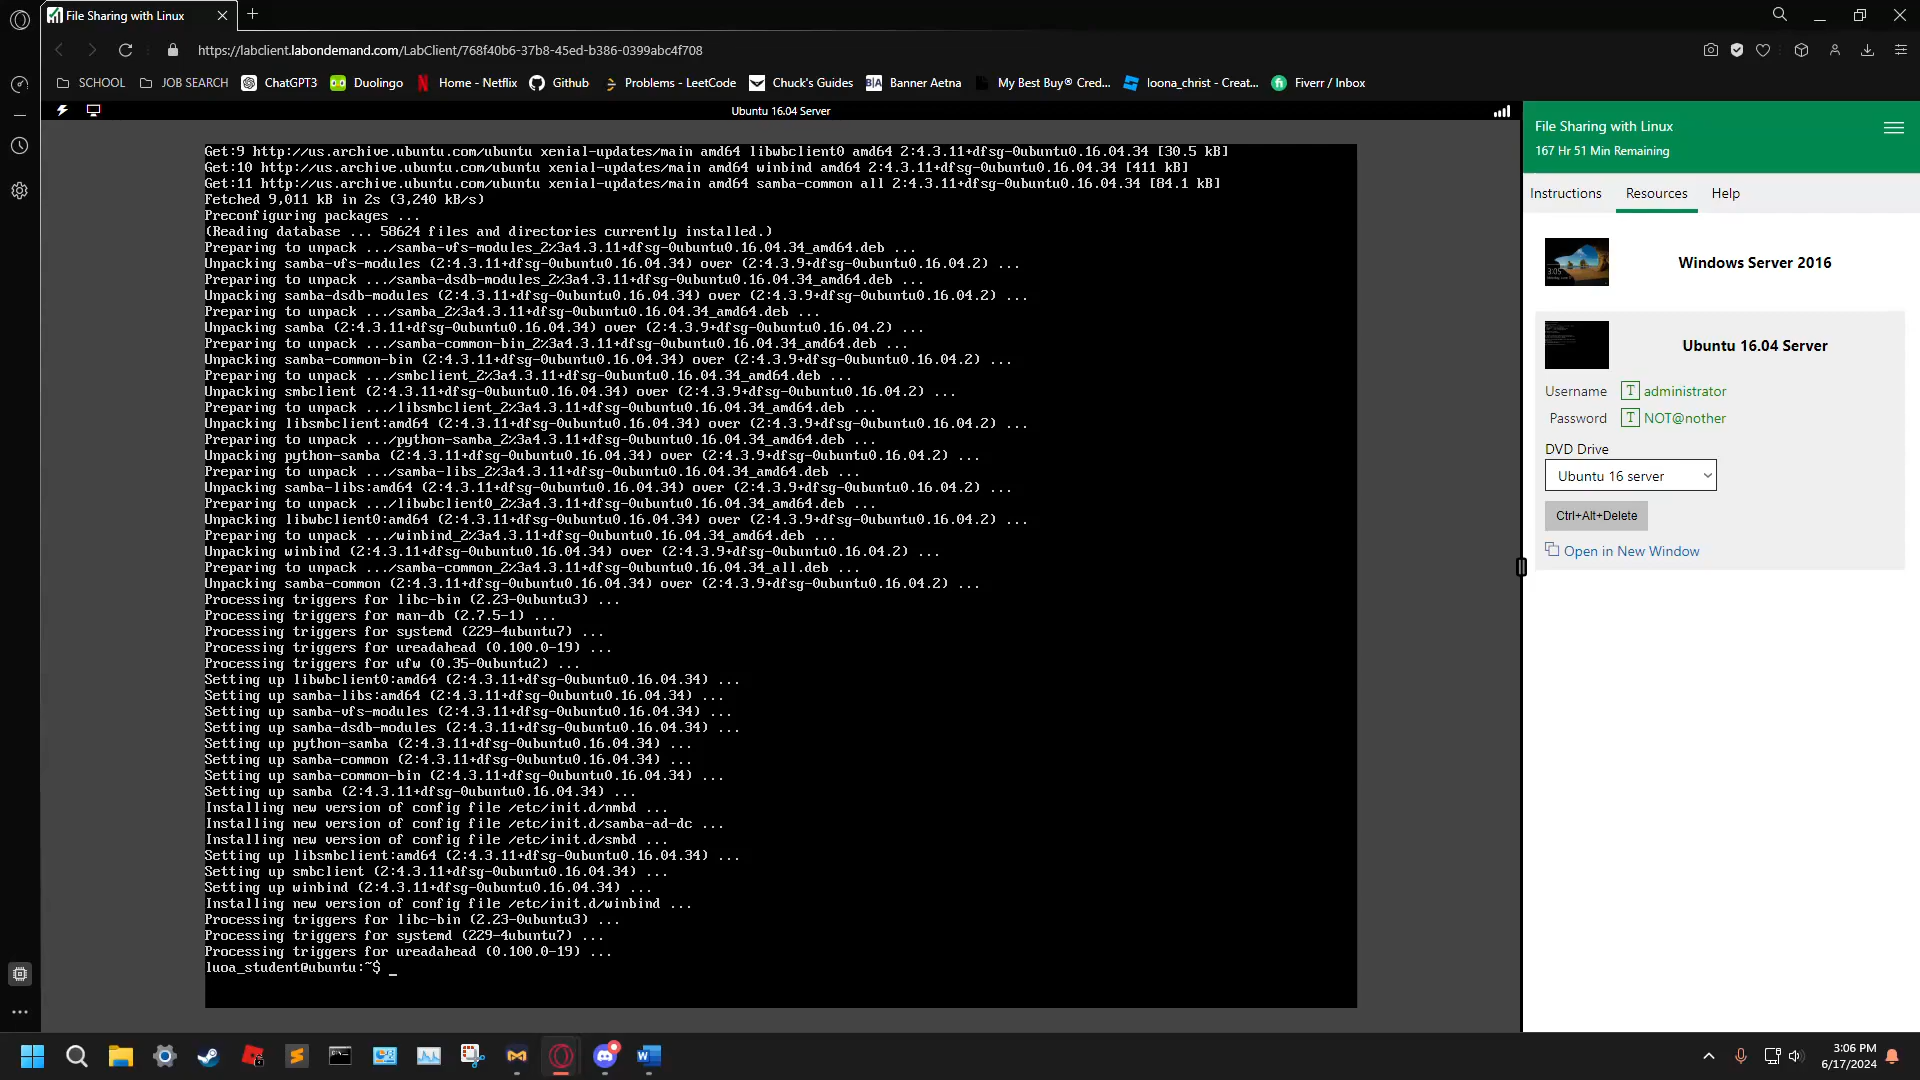 File Sharing with Linux
https://labclient.labondemand.com/LabClient/768f40b6-37b8-45ed-b386-0399abc4f708
SCHOOL
JOB SEARCH
ChatGPT3
Duolingo
Home - Netflix
Github
Problems - LeetCode
Chuck's Guides
B|A Banner Aetna
My Best Buy® Cred...
loona_christ - Creat...
Fiverr / Inbox
Ubuntu 16.04 Server
Get:9 http://us.archive.ubuntu.com/ubuntu xenial-updates/main amd64 libwbclient0 amd64 2:4.3.11+dfsg-0ubuntu0.16.04.34 [30.5 kB]
Get:10 http://us.archive.ubuntu.com/ubuntu xenial-updates/main amd64 winbind amd64 2:4.3.11+dfsg-0ubuntu0.16.04.34 [411 kB]
Get:11 http://us.archive.ubuntu.com/ubuntu xenial-updates/main amd64 samba-common all 2:4.3.11+dfsg-0ubuntu0.16.04.34 [84.1 kB]
Fetched 9,011 kB in 2s (3,240 kB/s)
Preconfiguring packages ...
(Reading database ... 58624 files and directories currently installed.)
Preparing to unpack .../samba-vfs-modules_2%3a4.3.11+dfsg-0ubuntu0.16.04.34_amd64.deb ...
Unpacking samba-vfs-modules (2:4.3.11+dfsg-0ubuntu0.16.04.34) over (2:4.3.9+dfsg-0ubuntu0.16.04.2) ...
Preparing to unpack .../samba-dsdb-modules_2%3a4.3.11+dfsg-0ubuntu0.16.04.34_amd64.deb ...
Unpacking samba-dsdb-modules (2:4.3.11+dfsg-0ubuntu0.16.04.34) over (2:4.3.9+dfsg-0ubuntu0.16.04.2) ...
Preparing to unpack .../samba_2%3a4.3.11+dfsg-0ubuntu0.16.04.34_amd64.deb ...
Unpacking samba (2:4.3.11+dfsg-0ubuntu0.16.04.34) over (2:4.3.9+dfsg-0ubuntu0.16.04.2) ...
Preparing to unpack .../samba-common-bin_2%3a4.3.11+dfsg-0ubuntu0.16.04.34_amd64.deb ...
Unpacking samba-common-bin (2:4.3.11+dfsg-0ubuntu0.16.04.34) over (2:4.3.9+dfsg-0ubuntu0.16.04.2) ...
Preparing to unpack .../smbclient_2%3a4.3.11+dfsg-0ubuntu0.16.04.34_amd64.deb ...
Unpacking smbclient (2:4.3.11+dfsg-0ubuntu0.16.04.34) over (2:4.3.9+dfsg-0ubuntu0.16.04.2) ...
Preparing to unpack .../libsmbclient_2%3a4.3.11+dfsg-0ubuntu0.16.04.34_amd64.deb ...
Unpacking libsmbclient:amd64 (2:4.3.11+dfsg-0ubuntu0.16.04.34) over (2:4.3.9+dfsg-0ubuntu0.16.04.2) ...
Preparing to unpack .../python-samba_2%3a4.3.11+dfsg-0ubuntu0.16.04.34_amd64.deb ...
Unpacking python-samba (2:4.3.11+dfsg-0ubuntu0.16.04.34) over (2:4.3.9+dfsg-0ubuntu0.16.04.2) ...
Preparing to unpack .../samba-libs_2%3a4.3.11+dfsg-0ubuntu0.16.04.34_amd64.deb ...
Unpacking samba-libs:amd64 (2:4.3.11+dfsg-0ubuntu0.16.04.34) over (2:4.3.9+dfsg-0ubuntu0.16.04.2) ...
Preparing to unpack .../libwbclient0_2%3a4.3.11+dfsg-0ubuntu0.16.04.34_amd64.deb ...
Unpacking libwbclient0:amd64 (2:4.3.11+dfsg-0ubuntu0.16.04.34) over (2:4.3.9+dfsg-0ubuntu0.16.04.2) ...
Preparing to unpack .../winbind_2%3a4.3.11+dfsg-0ubuntu0.16.04.34_amd64.deb ...
Unpacking winbind (2:4.3.11+dfsg-0ubuntu0.16.04.34) over (2:4.3.9+dfsg-0ubuntu0.16.04.2) ...
Preparing to unpack .../samba-common_2%3a4.3.11+dfsg-0ubuntu0.16.04.34_all.deb ...
Unpacking samba-common (2:4.3.11+dfsg-0ubuntu0.16.04.34) over (2:4.3.9+dfsg-0ubuntu0.16.04.2) ...
Processing triggers for libc-bin (2.23-0ubuntu3) ...
Processing triggers for man-db (2.7.5-1) ...
Processing triggers for systemd (229-4ubuntu7) ...
Processing triggers for ureadahead (0.100.0-19) ...
Processing triggers for ufw (0.35-0ubuntu2) ...
Setting up libwbclient0:amd64 (2:4.3.11+dfsg-0ubuntu0.16.04.34) ...
Setting up samba-libs:amd64 (2:4.3.11+dfsg-0ubuntu0.16.04.34) ...
Setting up samba-vfs-modules (2:4.3.11+dfsg-0ubuntu0.16.04.34) ...
Setting up samba-dsdb-modules (2:4.3.11+dfsg-0ubuntu0.16.04.34) ...
Setting up python-samba (2:4.3.11+dfsg-0ubuntu0.16.04.34) ...
Setting up samba-common (2:4.3.11+dfsg-0ubuntu0.16.04.34) ...
Setting up samba-common-bin (2:4.3.11+dfsg-0ubuntu0.16.04.34) ...
Setting up samba (2:4.3.11+dfsg-0ubuntu0.16.04.34) ...
Installing new version of config file /etc/init.d/nmbd ...
Installing new version of config file /etc/init.d/samba-ad-dc ...
Installing new version of config file /etc/init.d/smbd ...
Setting up libsmbclient:amd64 (2:4.3.11+dfsg-0ubuntu0.16.04.34) ...
Setting up smbclient (2:4.3.11+dfsg-0ubuntu0.16.04.34) ...
Setting up winbind (2:4.3.11+dfsg-0ubuntu0.16.04.34) ...
Installing new version of config file /etc/init.d/winbind ...
Processing triggers for libc-bin (2.23-0ubuntu3) ...
Processing triggers for systemd (229-4ubuntu7) ...
Processing triggers for ureadahead (0.100.0-19) ...
luoa_student@ubuntu:~$ _
File Sharing with Linux
167 Hr 51 Min Remaining
Instructions
Resources
Help
3:05
Windows Server 2016
Ubuntu 16.04 Server
Username T administrator
Password T NOT@nother
DVD Drive
Ubuntu 16 server
Ctrl+Alt+Delete
Open in New Window
3:06 PM
6/17/2024